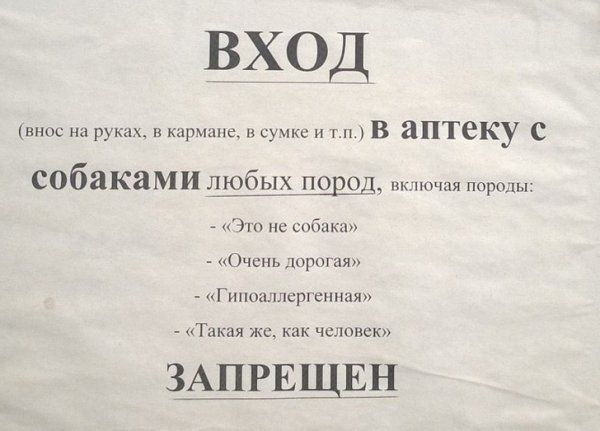 ВХОД
(внос на руках, в кармане, в сумке и т.п.) в аптеку с
собаками любых пород, включая породы:
- «Это не собака»
- «Очень дорогая»
- «Гипоаллергенная»
- «Такая же, как человек»
ЗАПРЕЩЕН